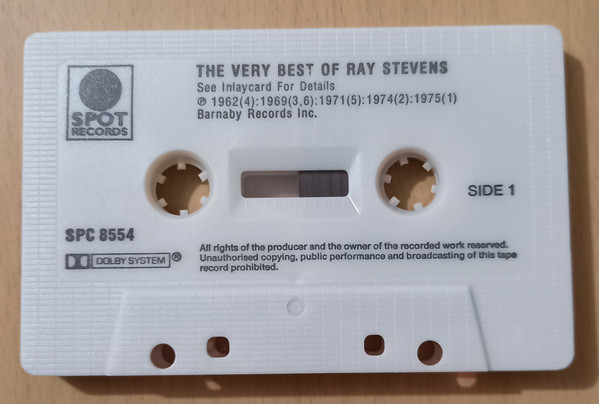 SPOT
RECORDS
THE VERY BEST OF RAY STEVENS
See Inlaycard For Details
℗ 1962(4):1969(3,6):1971(5):1974(2):1975(1)
Barnaby Records Inc.
SIDE 1
SPC 8554
DOLBY SYSTEM ®
All rights of the producer and the owner of the recorded work reserved.
Unauthorised copying, public performance and broadcasting of this tape
record prohibited.